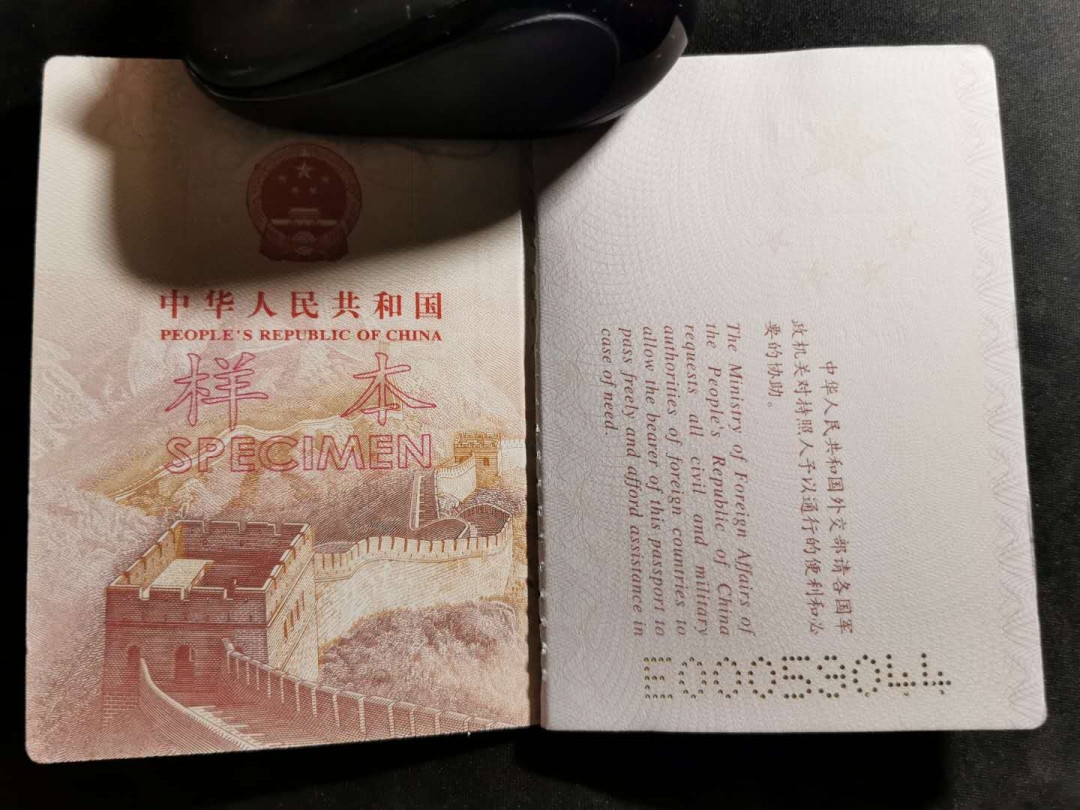 中华人民共和国
PEOPLE'S REPUBLIC OF CHINA
样 本
SPECIMEN
中华人民共和国外交部请各国军
政机关对持照人予以通行的便利和必
要的协助。
The Ministry of Foreign Affairs of
the People's Republic of China
requests all civil and military
authorities of foreign countries to
allow the bearer of this passport to
pass freely and afford assistance in
case of need.